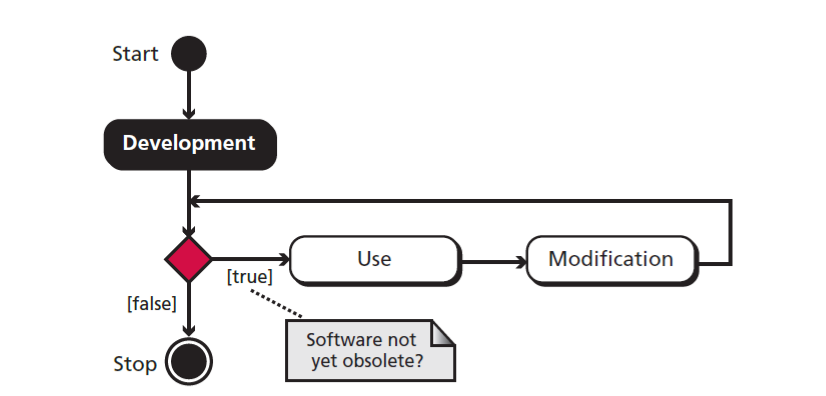 Start
Development
Use
Modification
[true]
[false]
Software not
yet obsolete?
Stop